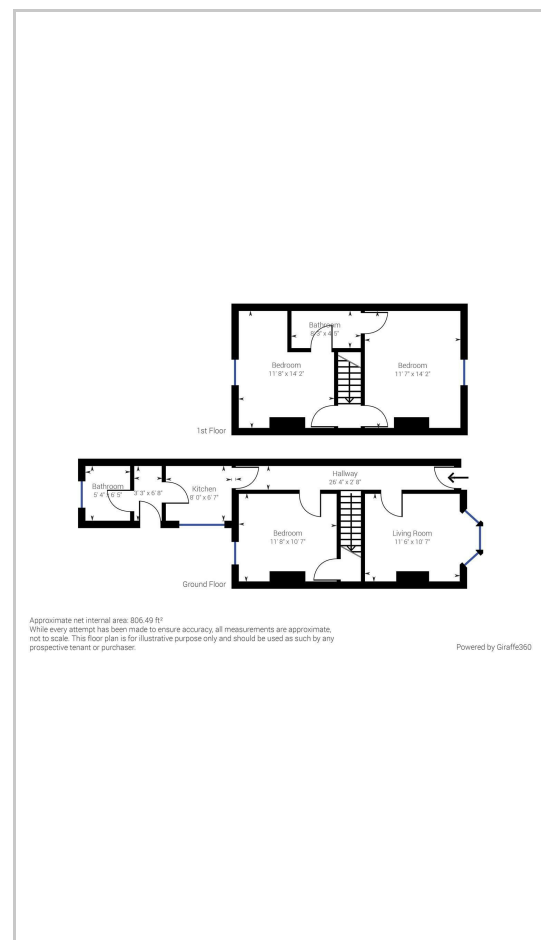 Bathroom
8' 3" x 4' 5"
Bedroom
11' 8" x 14' 2"
Bedroom
11' 7" x 14' 2"
1st Floor
Bathroom
5' 4" x 6' 5"
3' 3" x 6' 8"
Kitchen
8' 0" x 6' 7"
Hallway
26' 4" x 2' 8"
Bedroom
11' 8" x 10' 7"
Living Room
11' 6" x 10' 7"
Ground Floor
Approximate net internal area: 806.49 ft²
While every attempt has been made to ensure accuracy, all measurements are approximate,
not to scale. This floor plan is for illustrative purpose only and should be used as such by any
prospective tenant or purchaser.
Powered by Giraffe360